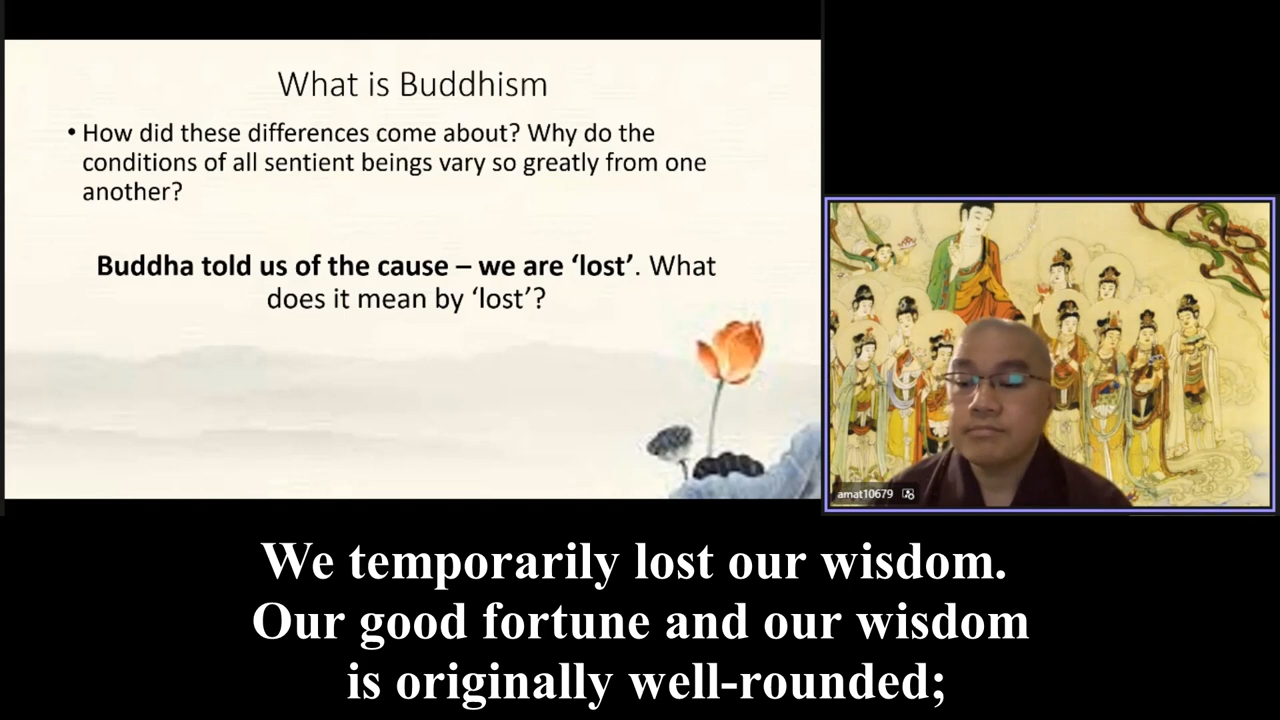 What is Buddhism
• How did these differences come about? Why do the
conditions of all sentient beings vary so greatly from one
another?
Buddha told us of the cause – we are ‘lost’. What
does it mean by ‘lost’?
amat10679
We temporarily lost our wisdom.
Our good fortune and our wisdom
is originally well-rounded;